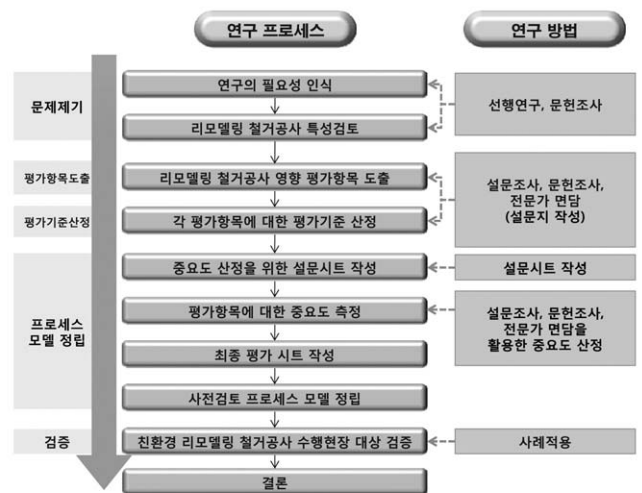 연구 프로세스
연구 방법
문제제기
연구의 필요성 인식
리모델링 철거공사 특성검토
선행연구, 문헌조사
평가항목도출
리모델링 철거공사 영향 평가항목 도출
평가기준산정
각 평가항목에 대한 평가기준 산정
설문조사, 문헌조사,
전문가 면담
(설문지 작성)
프로세스
모델 정립
중요도 산정을 위한 설문시트 작성
설문시트 작성
평가항목에 대한 중요도 측정
설문조사, 문헌조사,
전문가 면담을
활용한 중요도 산정
최종 평가 시트 작성
사전검토 프로세스 모델 정립
검증
친환경 리모델링 철거공사 수행현장 대상 검증
사례적용
결론